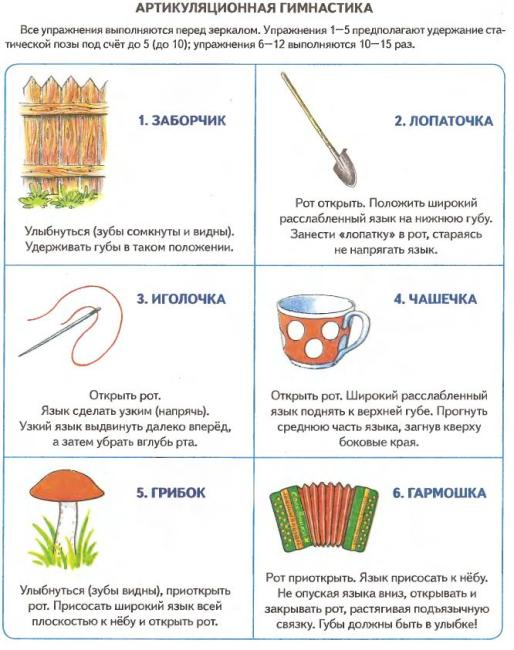 АРТИКУЛЯЦИОННАЯ ГИМНАСТИКА
Все упражнения выполняются перед зеркалом. Упражнения 1—5 предполагают удержание ста-
тической позы под счёт до 5 (до 10); упражнения 6—12 выполняются 10—15 раз.
1. ЗАБОРЧИК
Улыбнуться (зубы сомкнуты и видны).
Удерживать губы в таком положении.
2. ЛОПАТОЧКА
Рот открыть. Положить широкий
расслабленный язык на нижнюю губу.
Занести «лопатку» в рот, стараясь
не напрягать язык.
3. ИГОЛОЧКА
Открыть рот.
Язык сделать узким (напрячь).
Узкий язык выдвинуть далеко вперёд,
а затем убрать вглубь рта.
4. ЧАШЕЧКА
Открыть рот. Широкий расслабленный
язык поднять к верхней губе. Прогнуть
среднюю часть языка, загнув кверху
боковые края.
5. ГРИБОК
Улыбнуться (зубы видны), приоткрыть
рот. Присосать широкий язык всей
плоскостью к нёбу и открыть рот.
6. ГАРМОШКА
Рот приоткрыть. Язык присосать к нёбу.
Не опуская языка вниз, открывать и
закрывать рот, растягивая подъязычную
связку. Губы должны быть в улыбке!